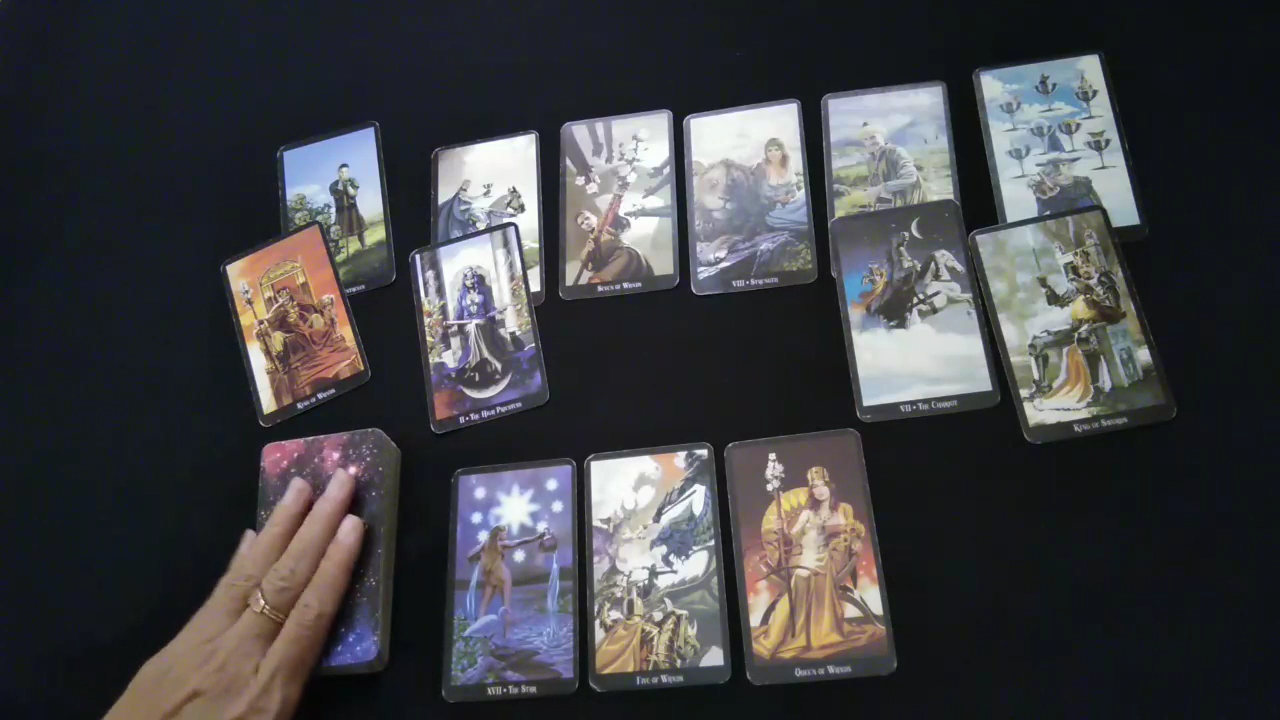 SEVEN OF WANDS
VIII • STRENGTH
KING OF WANDS
II • THE HIGH PRIESTESS
VII • THE CHARIOT
KING OF SWORDS
XVII • THE STAR
FIVE OF WANDS
QUEEN OF WANDS